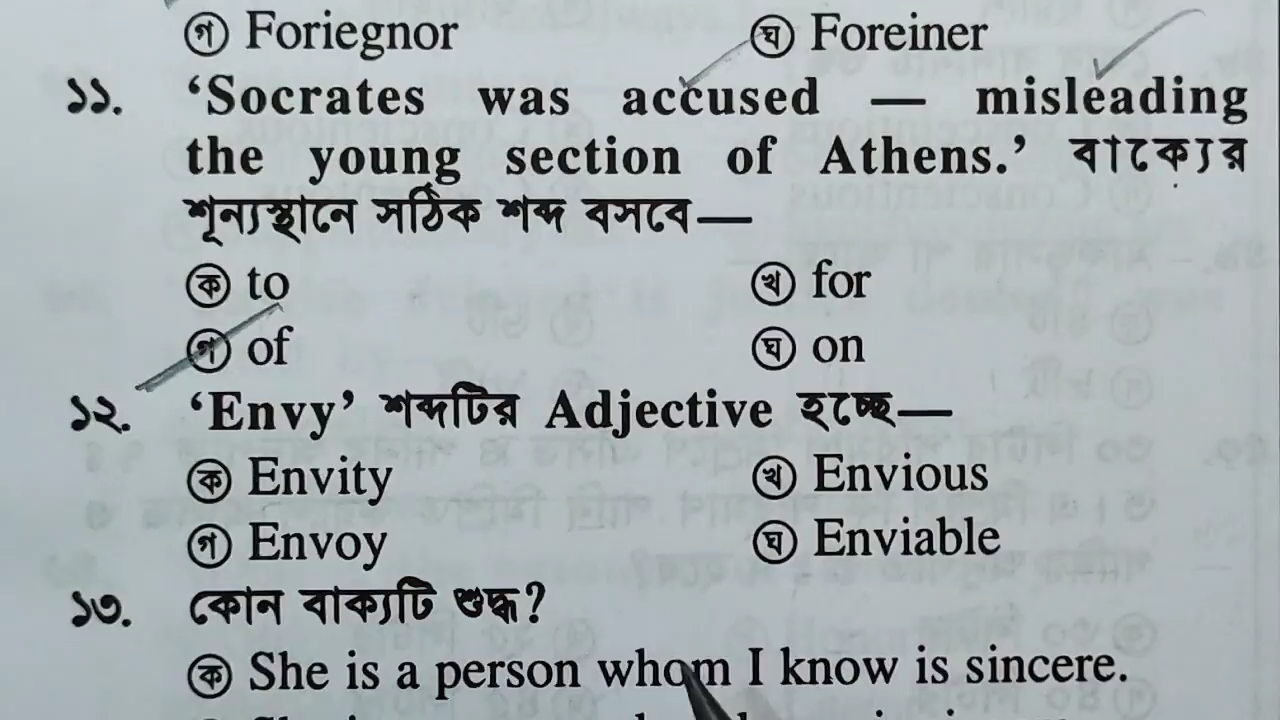 গ Foriegnor ঘ Foreiner
১১. ‘Socrates was accused — misleading
the young section of Athens.’ বাক্যের
শূন্যস্থানে সঠিক শব্দ বসবে—
ক to খ for
গ of ঘ on
১২. ‘Envy’ শব্দটির Adjective হচ্ছে—
ক Envity খ Envious
গ Envoy ঘ Enviable
১৩. কোন বাক্যটি শুদ্ধ?
ক She is a person whom I know is sincere.